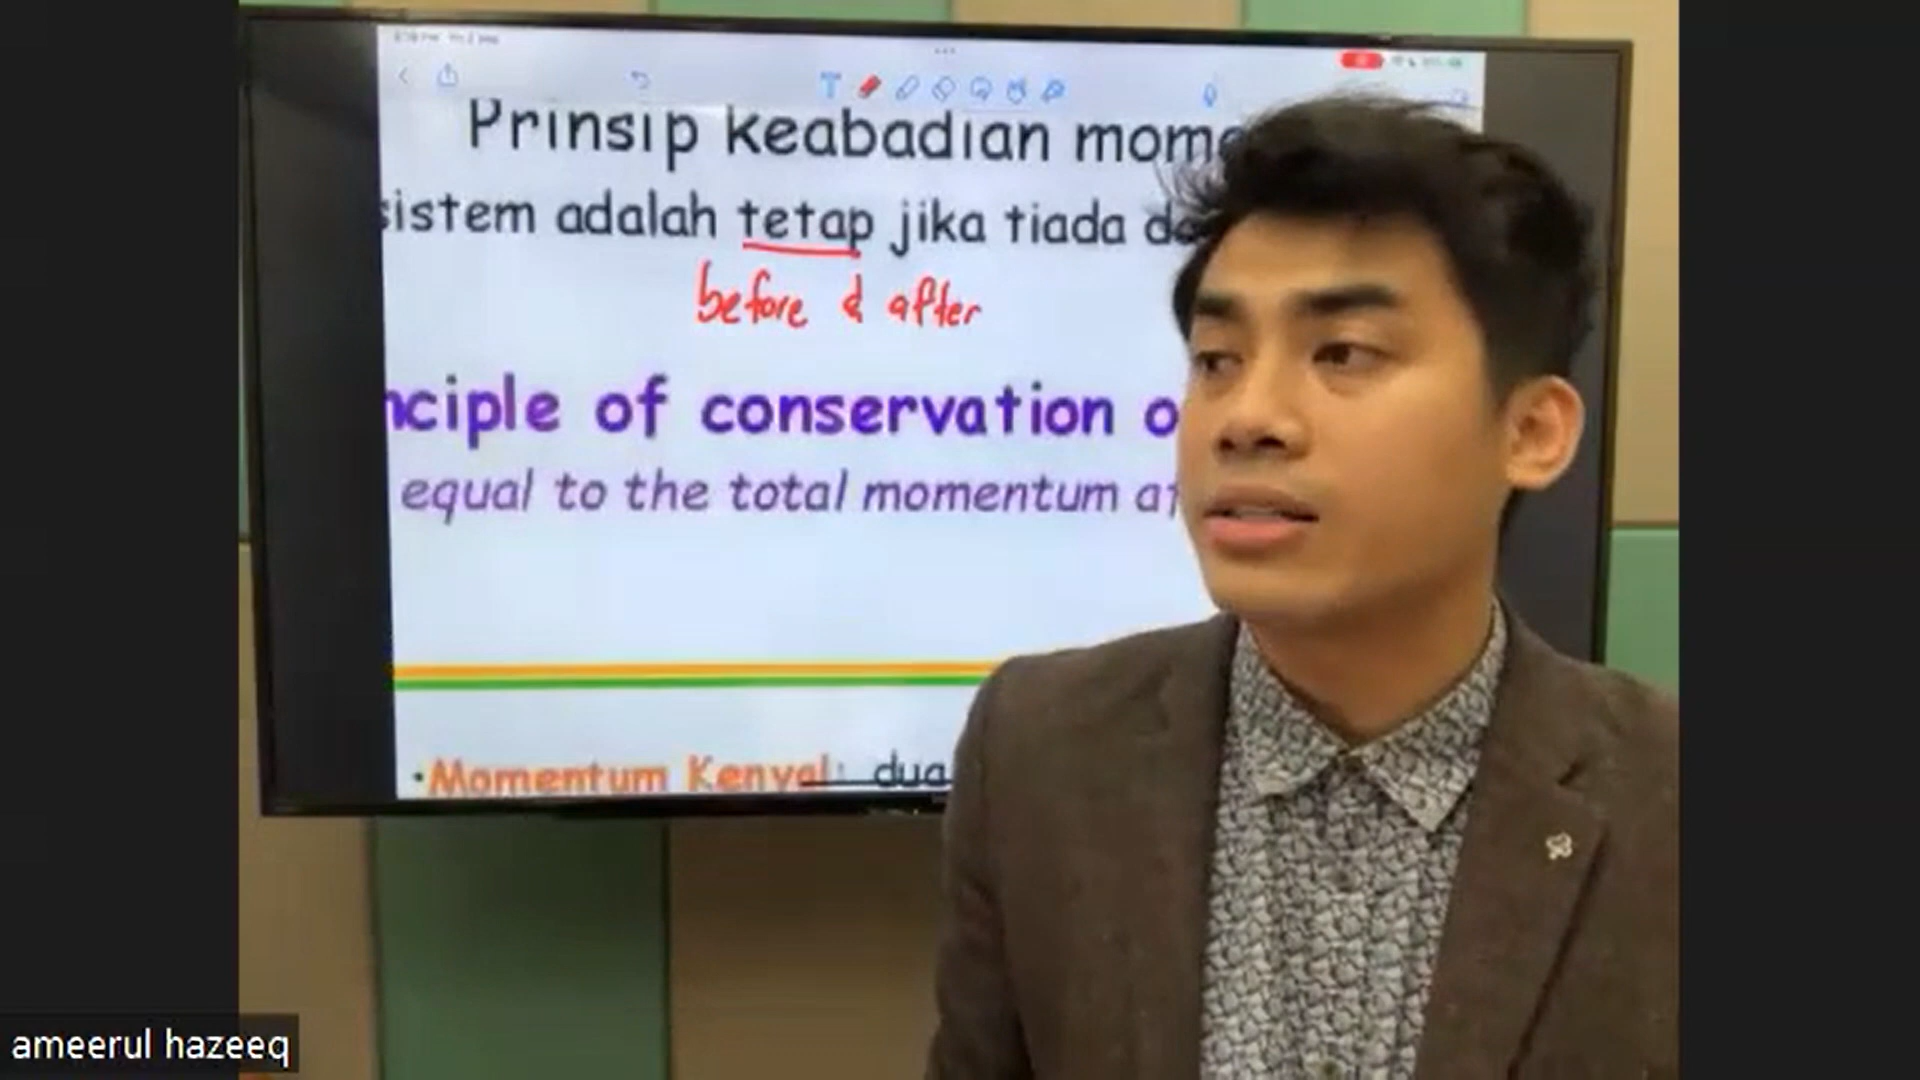 Prinsip keabadian mome
sistem adalah tetap jika tiada da
before & after
nciple of conservation o
equal to the total momentum af
•Momentum Kenyal: dua
ameerul hazeeq